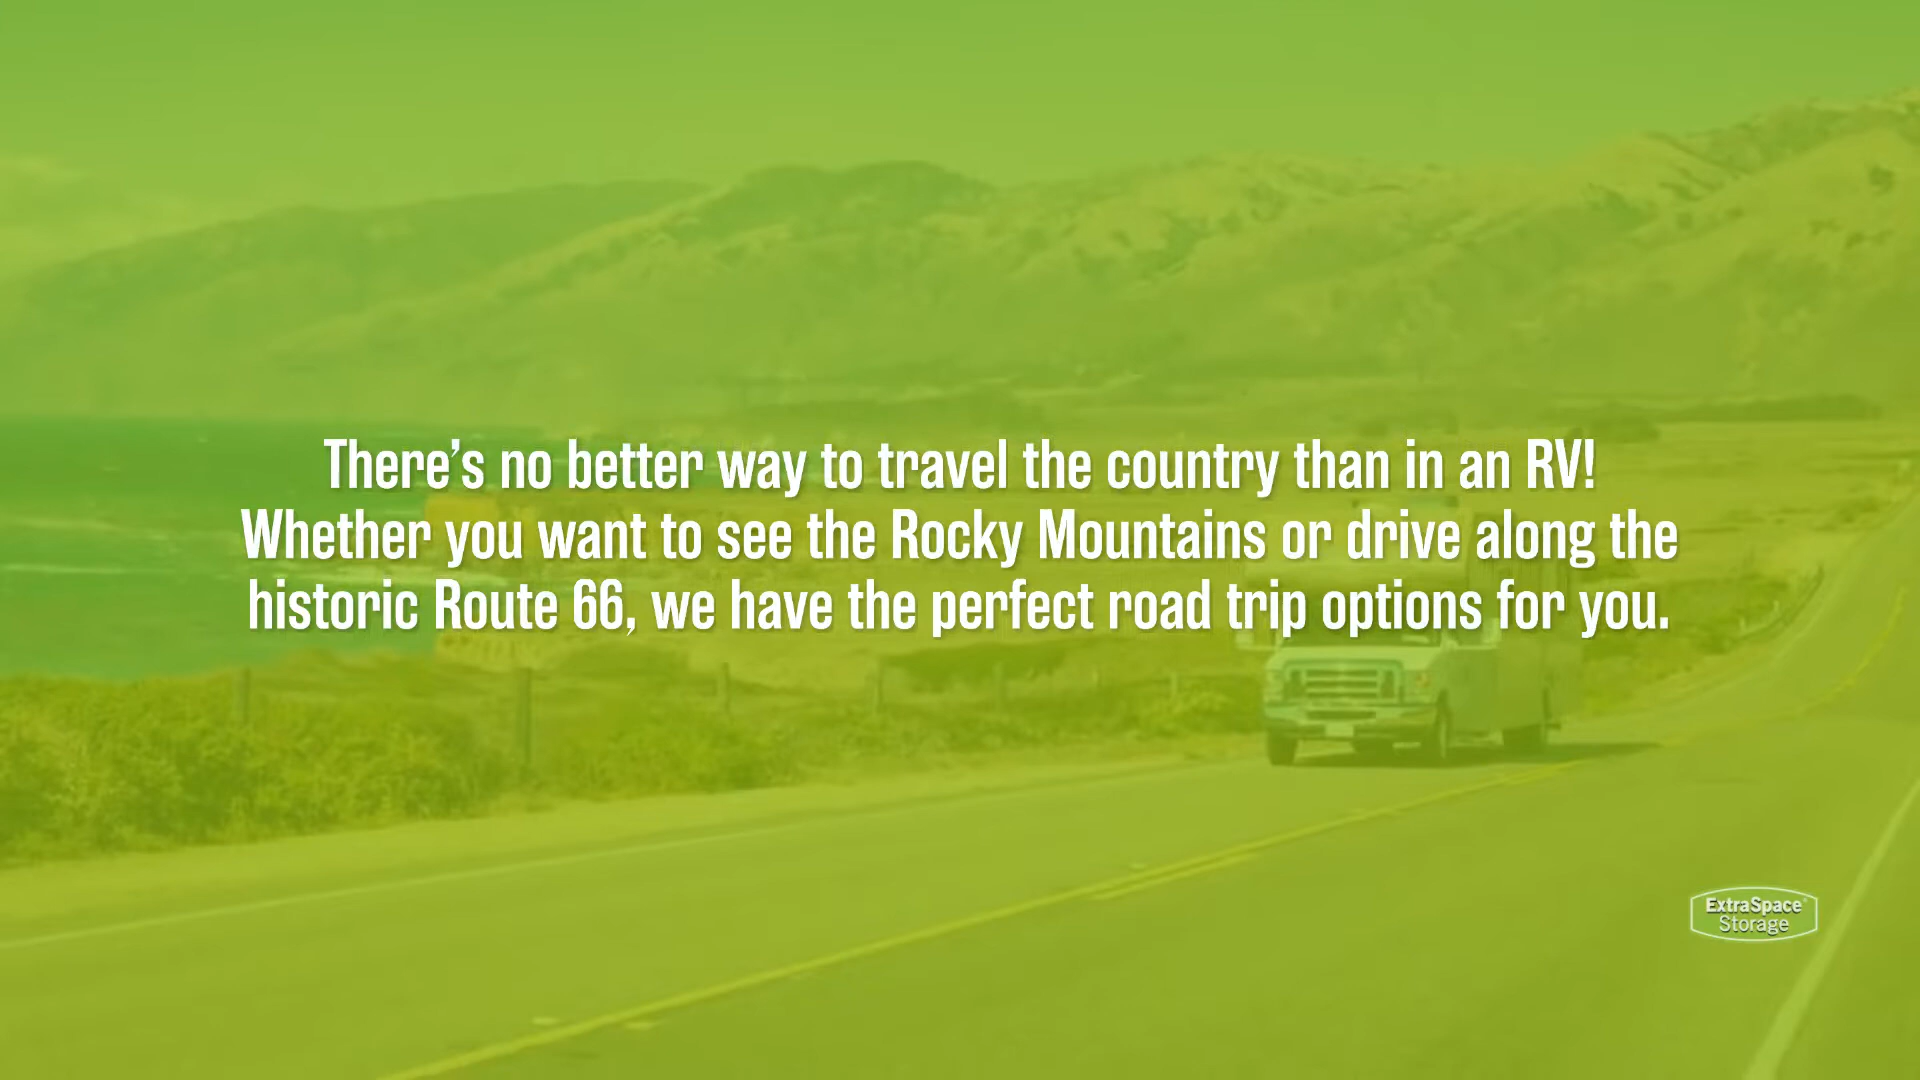 There's no better way to travel the country than in an RV!
Whether you want to see the Rocky Mountains or drive along the
historic Route 66, we have the perfect road trip options for you.
ExtraSpace®
Storage